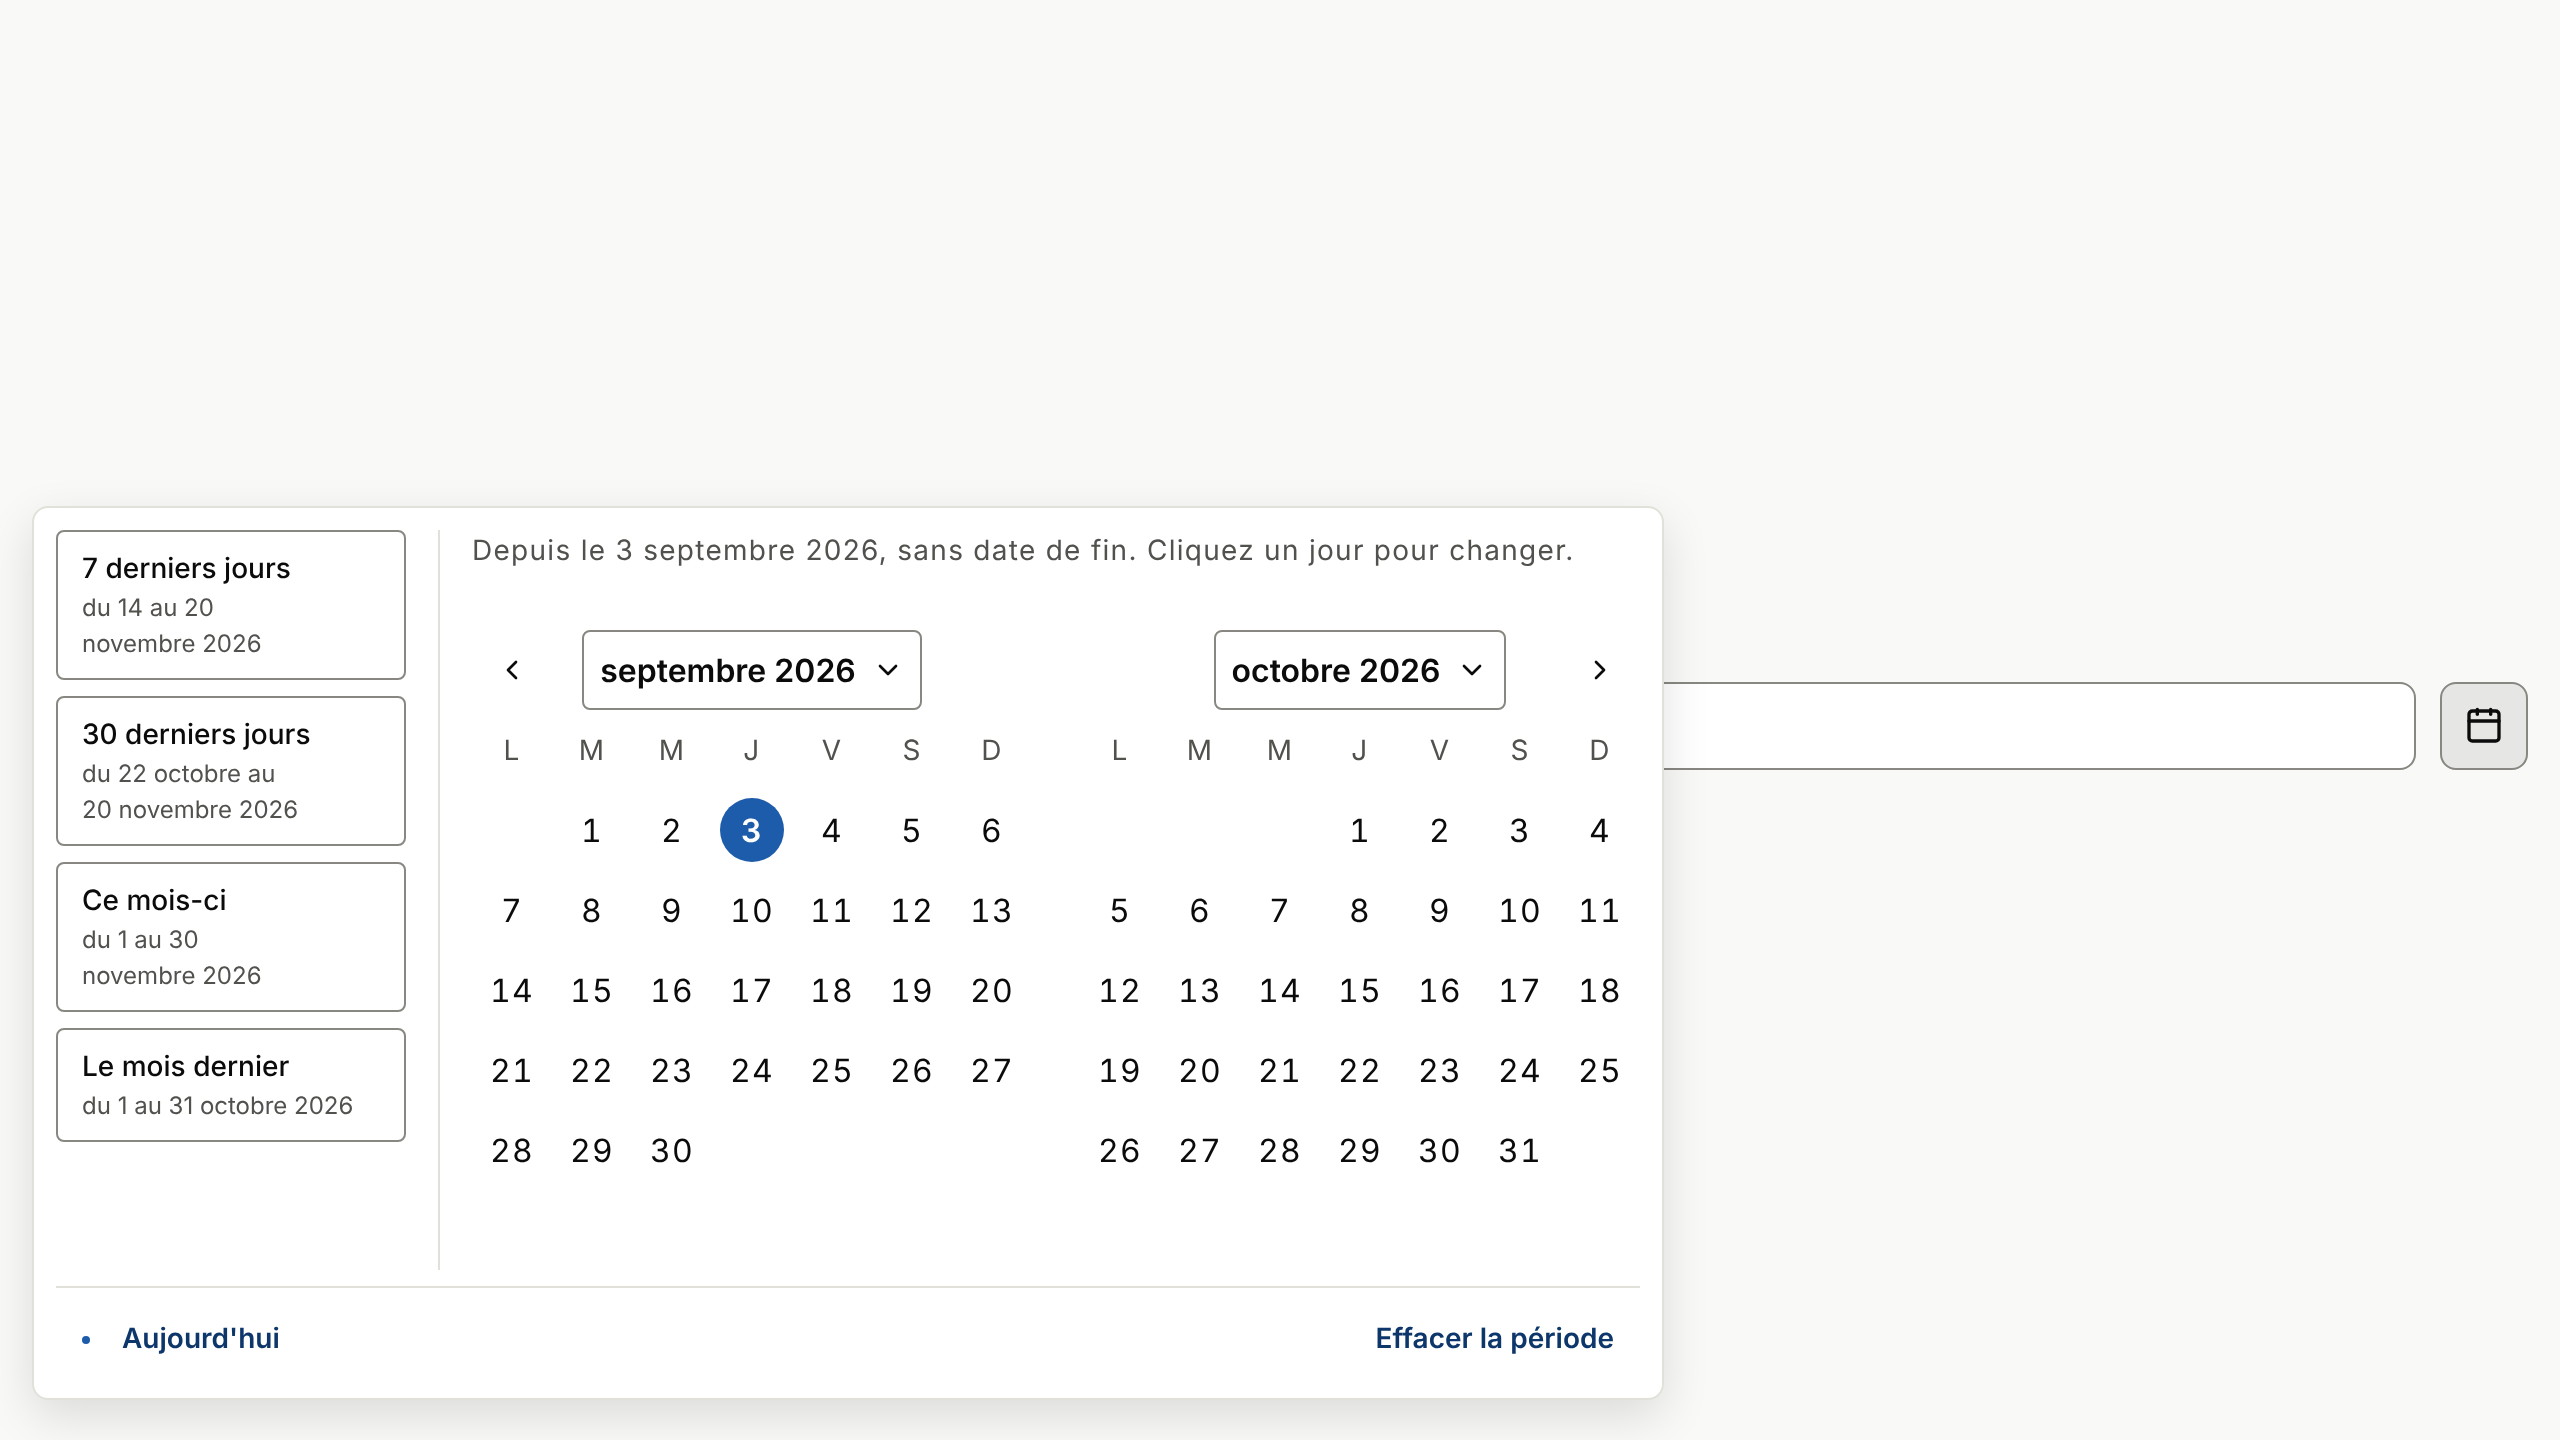 7 derniers jours
du 14 au 20
novembre 2026
30 derniers jours
du 22 octobre au
20 novembre 2026
Ce mois-ci
du 1 au 30
novembre 2026
Le mois dernier
du 1 au 31 octobre 2026
Depuis le 3 septembre 2026, sans date de fin. Cliquez un jour pour changer.
septembre 2026
L M M J V S D
1 2 3 4 5 6
7 8 9 10 11 12 13
14 15 16 17 18 19 20
21 22 23 24 25 26 27
28 29 30
octobre 2026
L M M J V S D
1 2 3 4
5 6 7 8 9 10 11
12 13 14 15 16 17 18
19 20 21 22 23 24 25
26 27 28 29 30 31
Aujourd'hui
Effacer la période